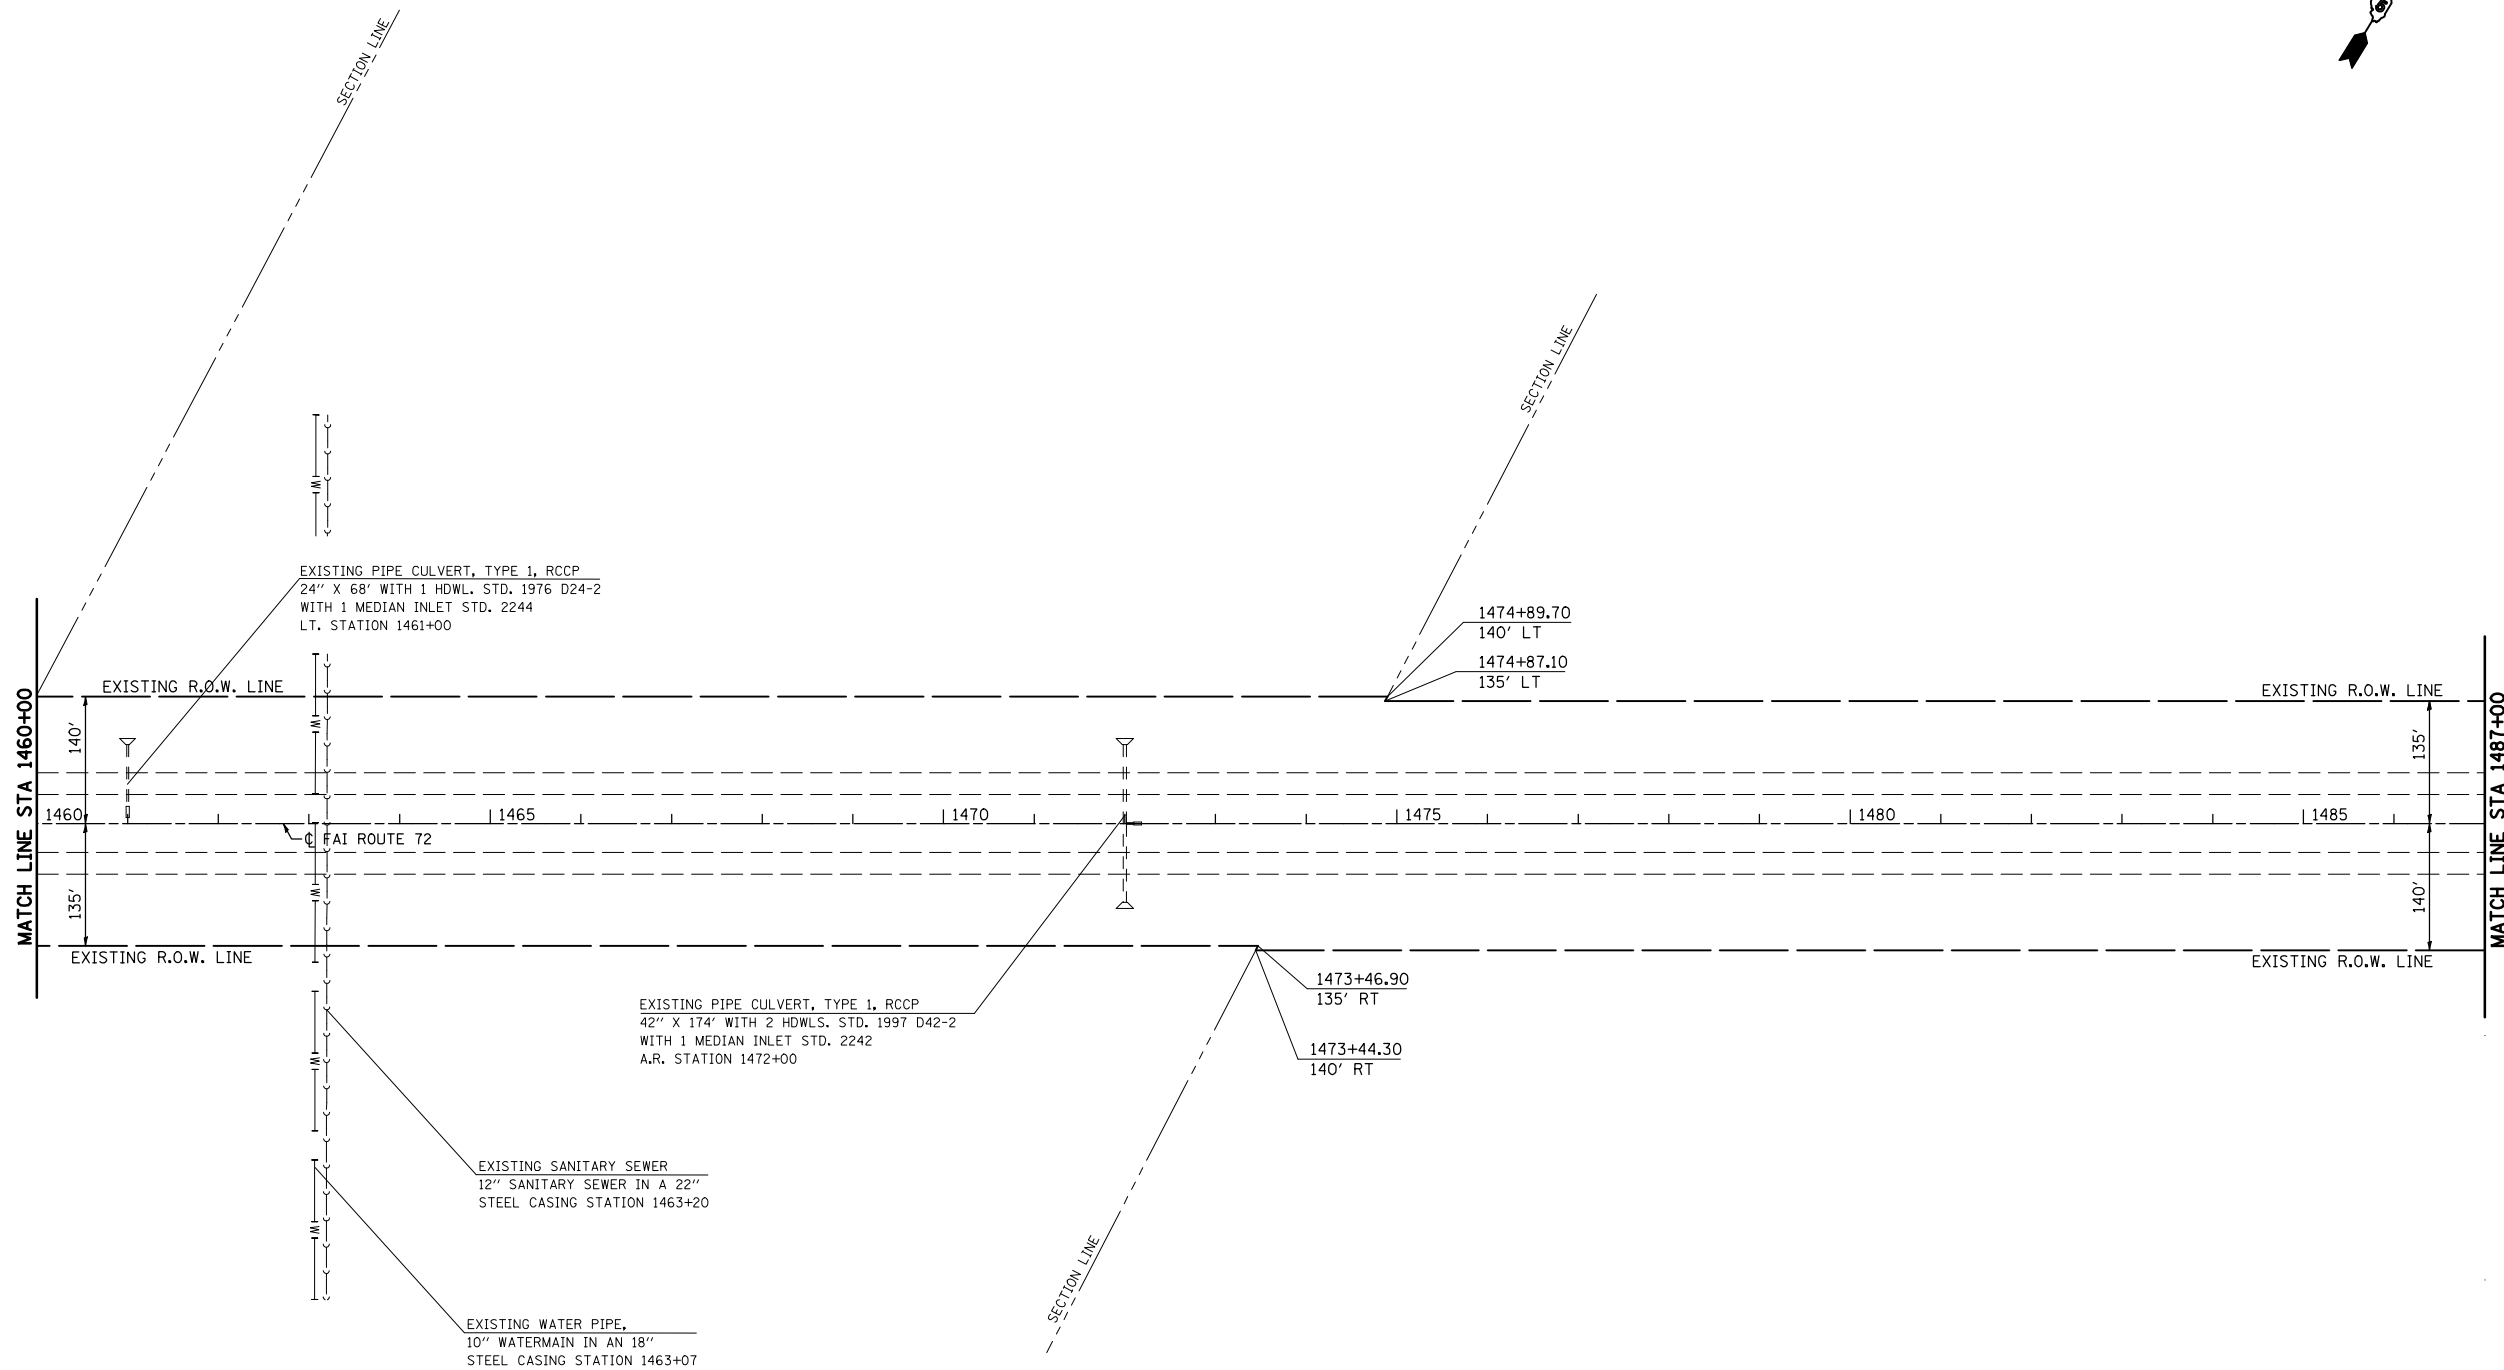 SECTION LINE
SECTION LINE
EXISTING PIPE CULVERT, TYPE 1, RCCP
24" X 68' WITH 1 HDWL. STD. 1976 D24-2
WITH 1 MEDIAN INLET STD. 2244
LT. STATION 1461+00
1474+89.70
140' LT
1474+87.10
135' LT
EXISTING R.O.W. LINE
EXISTING R.O.W. LINE
MATCH LINE STA 1460+00
140'
135'
1460
1465
1470
1475
1480
1485
℄ FAI ROUTE 72
135'
140'
MATCH LINE STA 1487+00
W
W
W
W
W
EXISTING R.O.W. LINE
EXISTING R.O.W. LINE
1473+46.90
135' RT
EXISTING PIPE CULVERT, TYPE 1, RCCP
42" X 174' WITH 2 HDWLS. STD. 1997 D42-2
WITH 1 MEDIAN INLET STD. 2242
A.R. STATION 1472+00
1473+44.30
140' RT
EXISTING SANITARY SEWER
12" SANITARY SEWER IN A 22"
STEEL CASING STATION 1463+20
SECTION LINE
EXISTING WATER PIPE,
10" WATERMAIN IN AN 18"
STEEL CASING STATION 1463+07